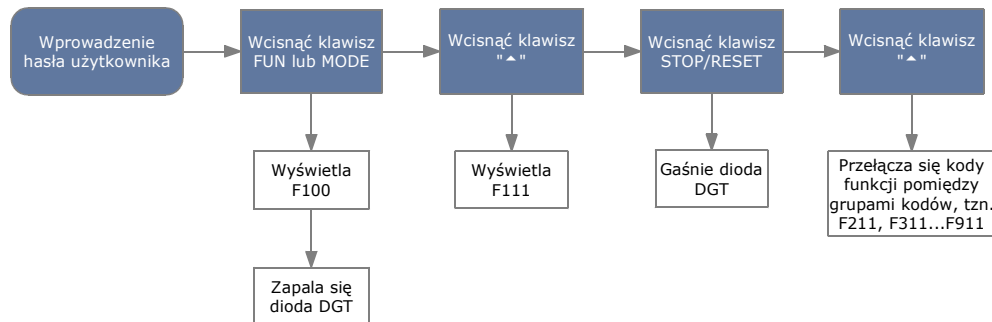 Wprowadzenie
hasła użytkownika
Wcisnąć klawisz
FUN lub MODE
Wcisnąć klawisz
"▲"
Wcisnąć klawisz
STOP/RESET
Wcisnąć klawisz
"▲"
Wyświetla
F100
Wyświetla
F111
Gaśnie dioda
DGT
Przełącza się kody
funkcji pomiędzy
grupami kodów, tzn.
F211, F311...F911
Zapala się
dioda DGT